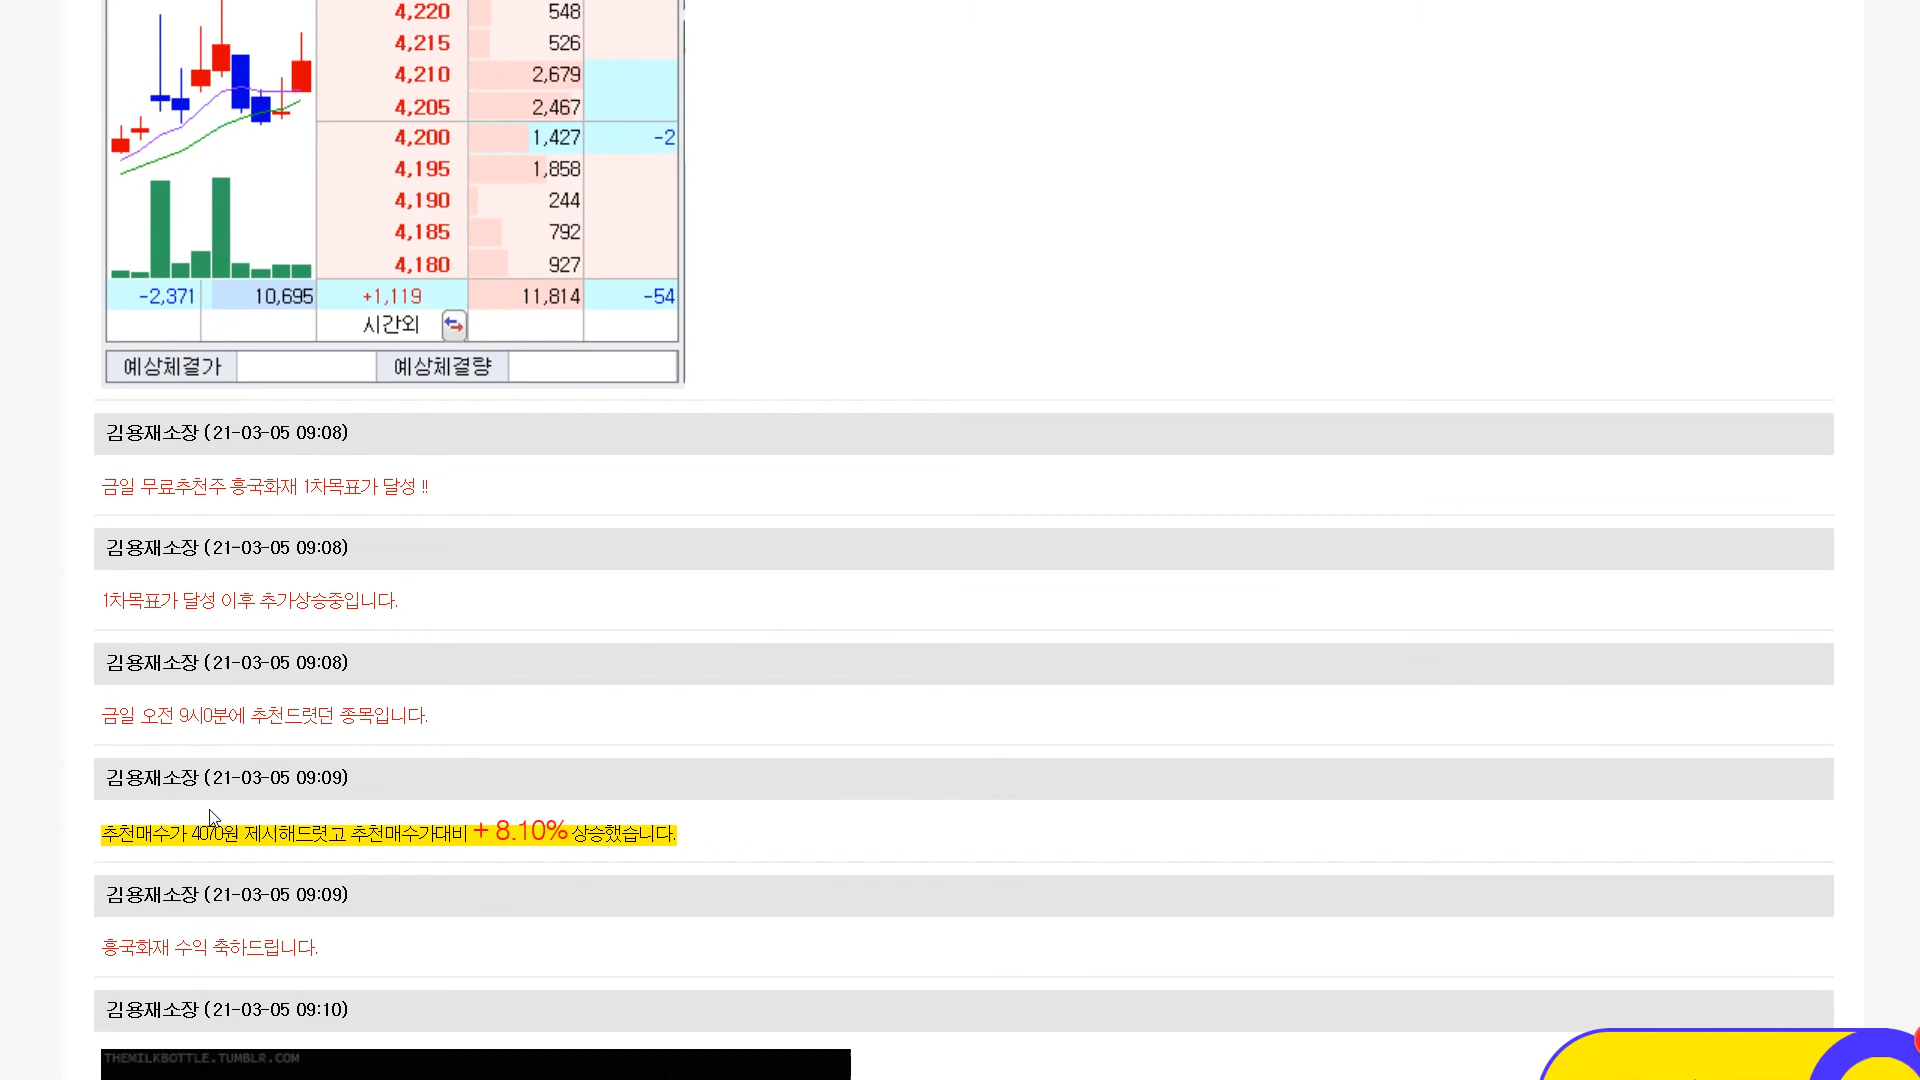 4,220 548
4,215 526
4,210 2,679
4,205 2,467
4,200 1,427 -2
4,195 1,858
4,190 244
4,185 792
4,180 927
-2,371 10,695 +1,119 11,814 -54
시간외
예상체결가 예상체결량
김용재소장 (21-03-05 09:08)
금일 무료추천주 흥국화재 1차목표가 달성 !!
김용재소장 (21-03-05 09:08)
1차목표가 달성 이후 추가상승중입니다.
김용재소장 (21-03-05 09:08)
금일 오전 9시0분에 추천드렷던 종목입니다.
김용재소장 (21-03-05 09:09)
추천매수가 4070원 제시해드렷고 추천매수가대비 + 8.10% 상승했습니다.
김용재소장 (21-03-05 09:09)
흥국화재 수익 축하드립니다.
김용재소장 (21-03-05 09:10)
THEMILKBOTTLE.TUMBLR.COM